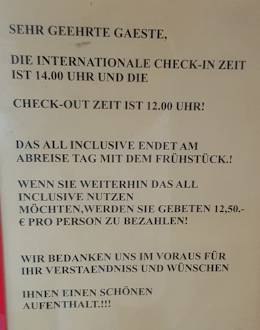 SEHR GEEHRTE GAESTE,
DIE INTERNATIONALE CHECK-IN ZEIT
IST 14.00 UHR UND DIE
CHECK-OUT ZEIT IST 12.00 UHR!
DAS ALL INCLUSIVE ENDET AM
ABREISE TAG MIT DEM FRÜHSTÜCK.!
WENN SIE WEITERHIN DAS ALL
INCLUSIVE NUTZEN
MÖCHTEN,WERDEN SIE GEBETEN 12,50.-
€ PRO PERSON ZU BEZAHLEN!
WIR BEDANKEN UNS IM VORAUS FÜR
IHR VERSTAENDNISS UND WÜNSCHEN
IHNEN EINEN SCHÖNEN
AUFENTHALT.!!!